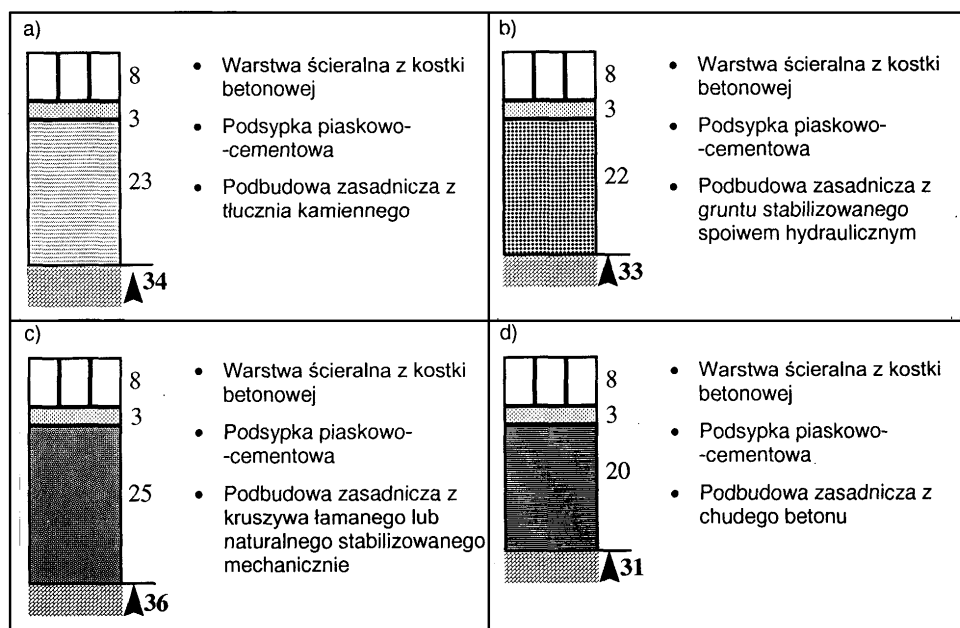 a)
8
3
23
34
• Warstwa ścieralna z kostki
betonowej
• Podsypka piaskowo-
-cementowa
• Podbudowa zasadnicza z
tłucznia kamiennego
b)
8
3
22
33
• Warstwa ścieralna z kostki
betonowej
• Podsypka piaskowo-
-cementowa
• Podbudowa zasadnicza z
gruntu stabilizowanego
spoiwem hydraulicznym
c)
8
3
25
36
• Warstwa ścieralna z kostki
betonowej
• Podsypka piaskowo-
-cementowa
• Podbudowa zasadnicza z
kruszywa łamanego lub
naturalnego stabilizowanego
mechanicznie
d)
8
3
20
31
• Warstwa ścieralna z kostki
betonowej
• Podsypka piaskowo-
-cementowa
• Podbudowa zasadnicza z
chudego betonu